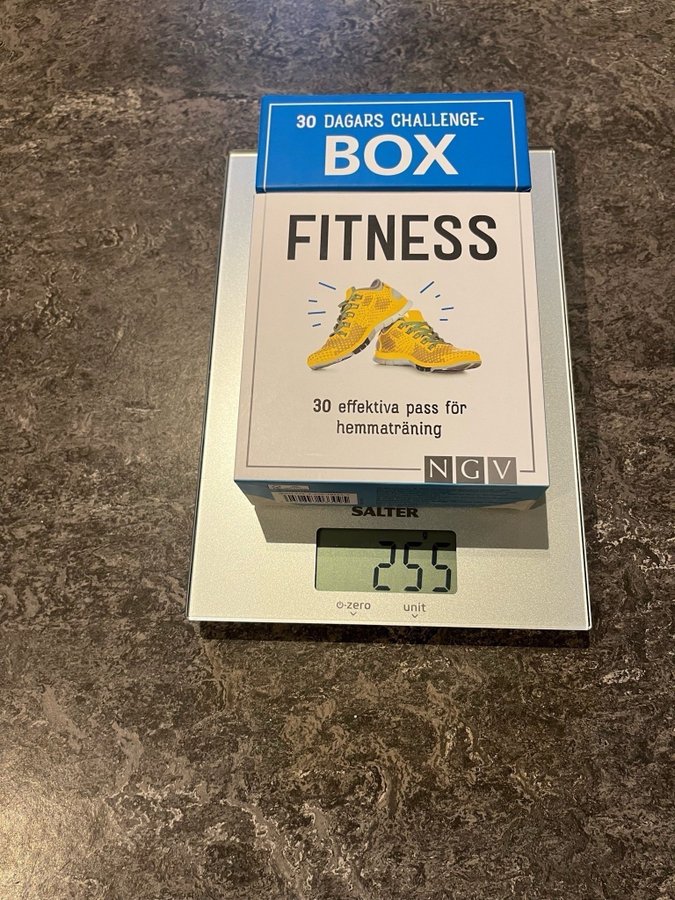 30 DAGARS CHALLENGE-
BOX
FITNESS
30 effektiva pass för
hemmaträning
NGV
SALTER
g
255
zero
unit